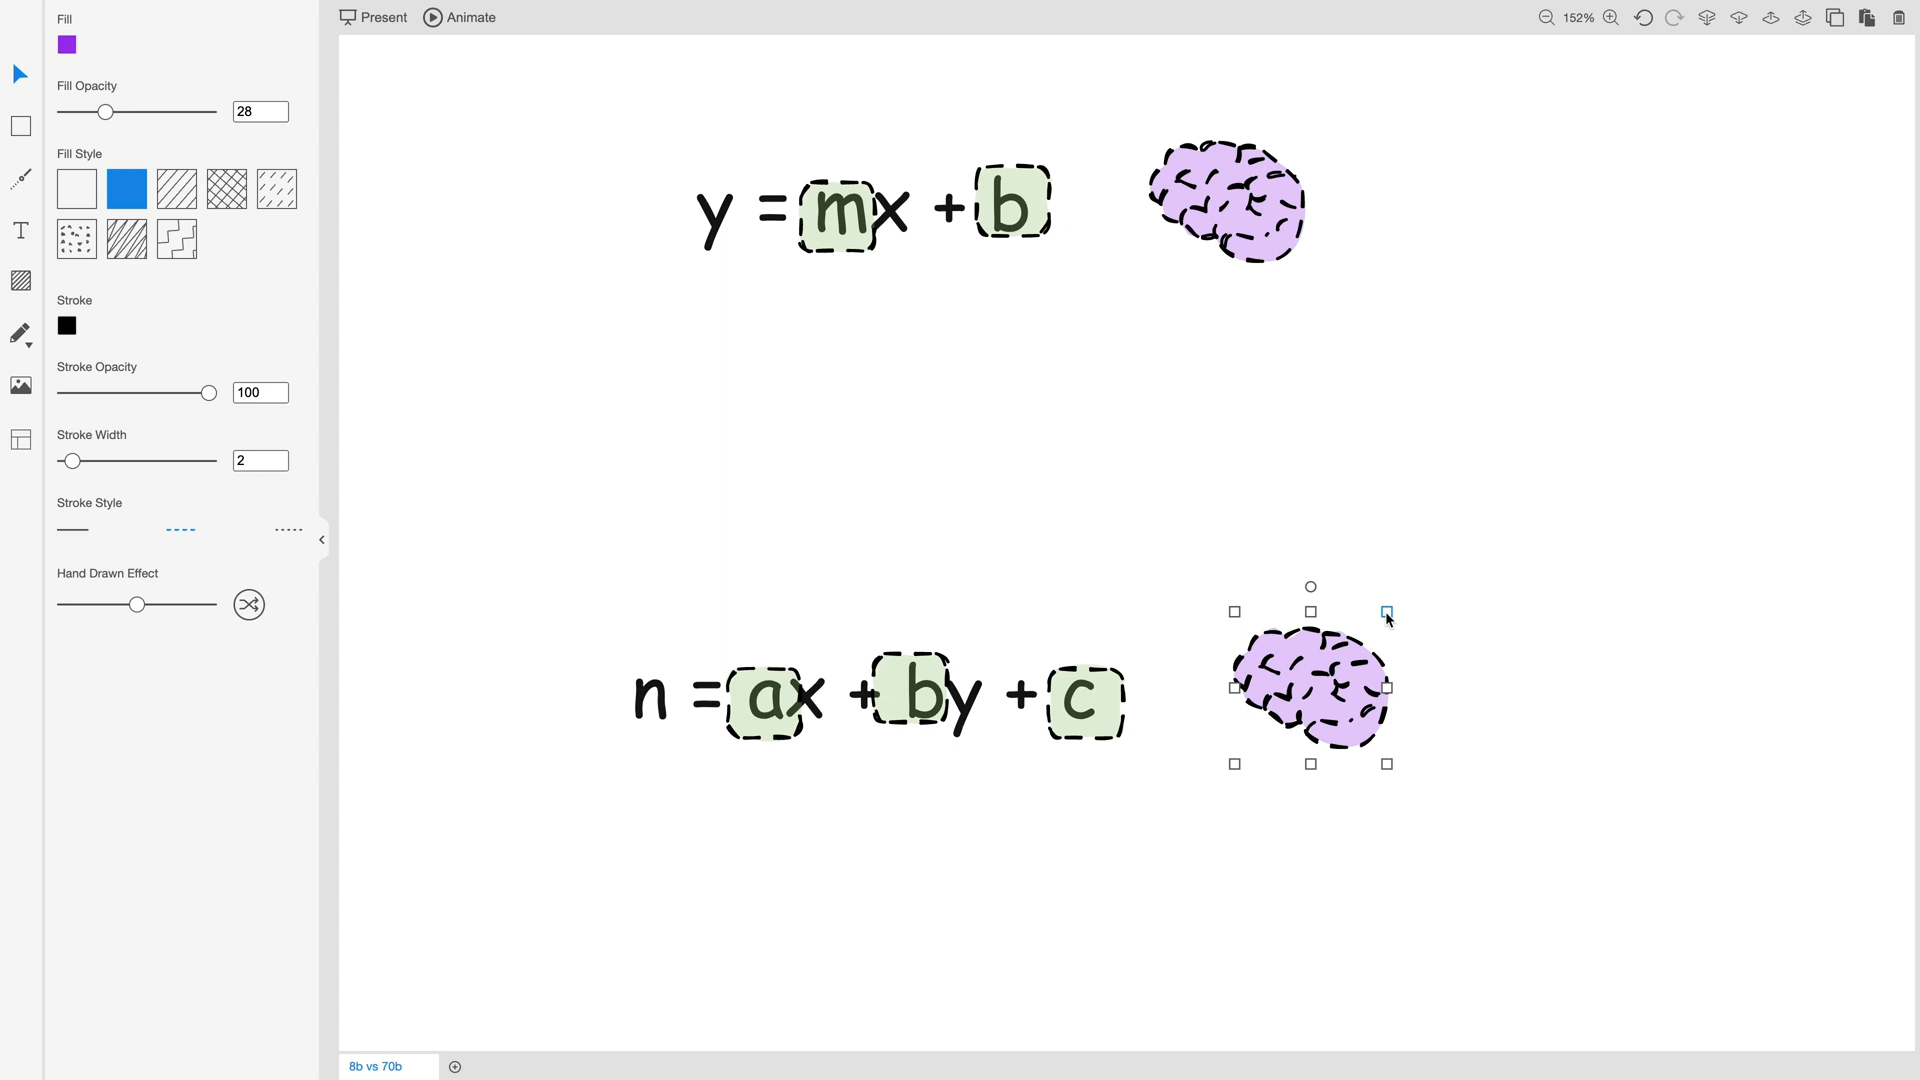 Fill
Present
Animate
152%
Fill Opacity
28
Fill Style
T
Stroke
Stroke Opacity
100
Stroke Width
2
Stroke Style
Hand Drawn Effect
y = mx + b
n = ax + by + c
8b vs 70b